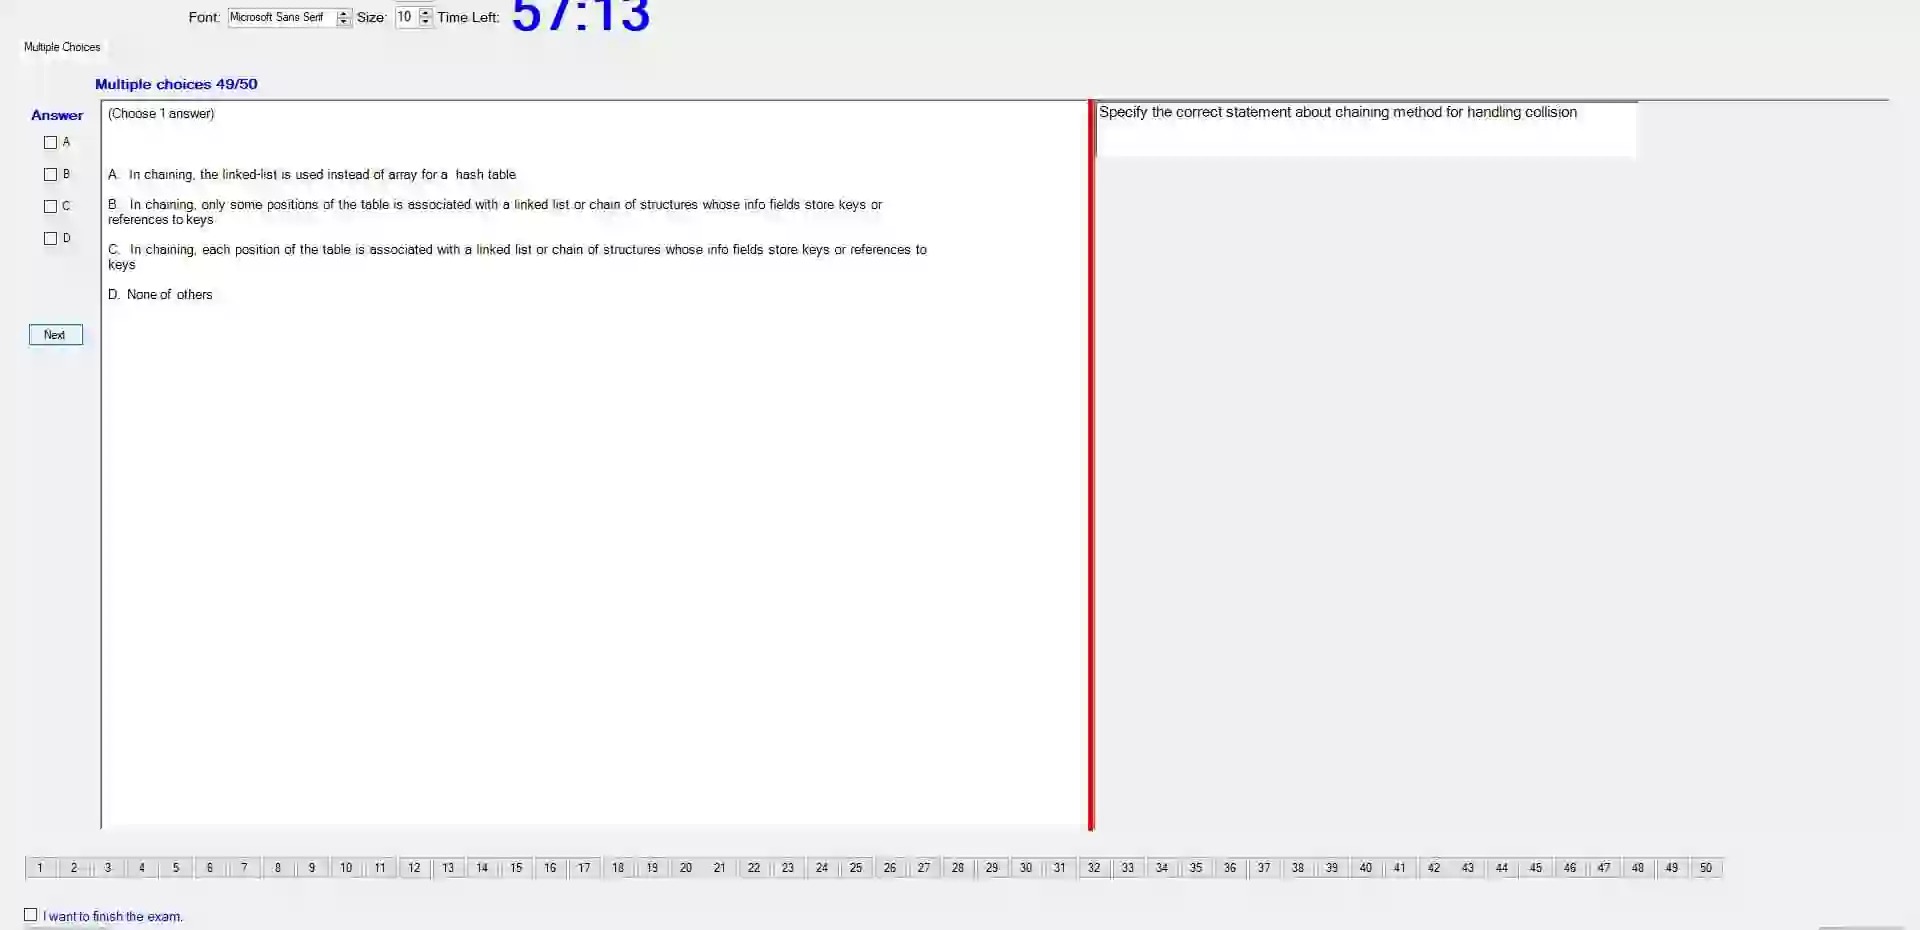 Font: Microsoft Sans Serif Size: 10 Time Left: 57:13
Multiple Choices
Multiple choices 49/50
Answer
A
B
C
D
Next
(Choose 1 answer)
A. In chaining, the linked-list is used instead of array for a hash table
B. In chaining, only some positions of the table is associated with a linked list or chain of structures whose info fields store keys or
references to keys
C. In chaining, each position of the table is associated with a linked list or chain of structures whose info fields store keys or references to
keys
D. None of others
Specify the correct statement about chaining method for handling collision
1 2 3 4 5 6 7 8 9 10 11 12 13 14 15 16 17 18 19 20 21 22 23 24 25 26 27 28 29 30 31 32 33 34 35 36 37 38 39 40 41 42 43 44 45 46 47 48 49 50
I want to finish the exam.